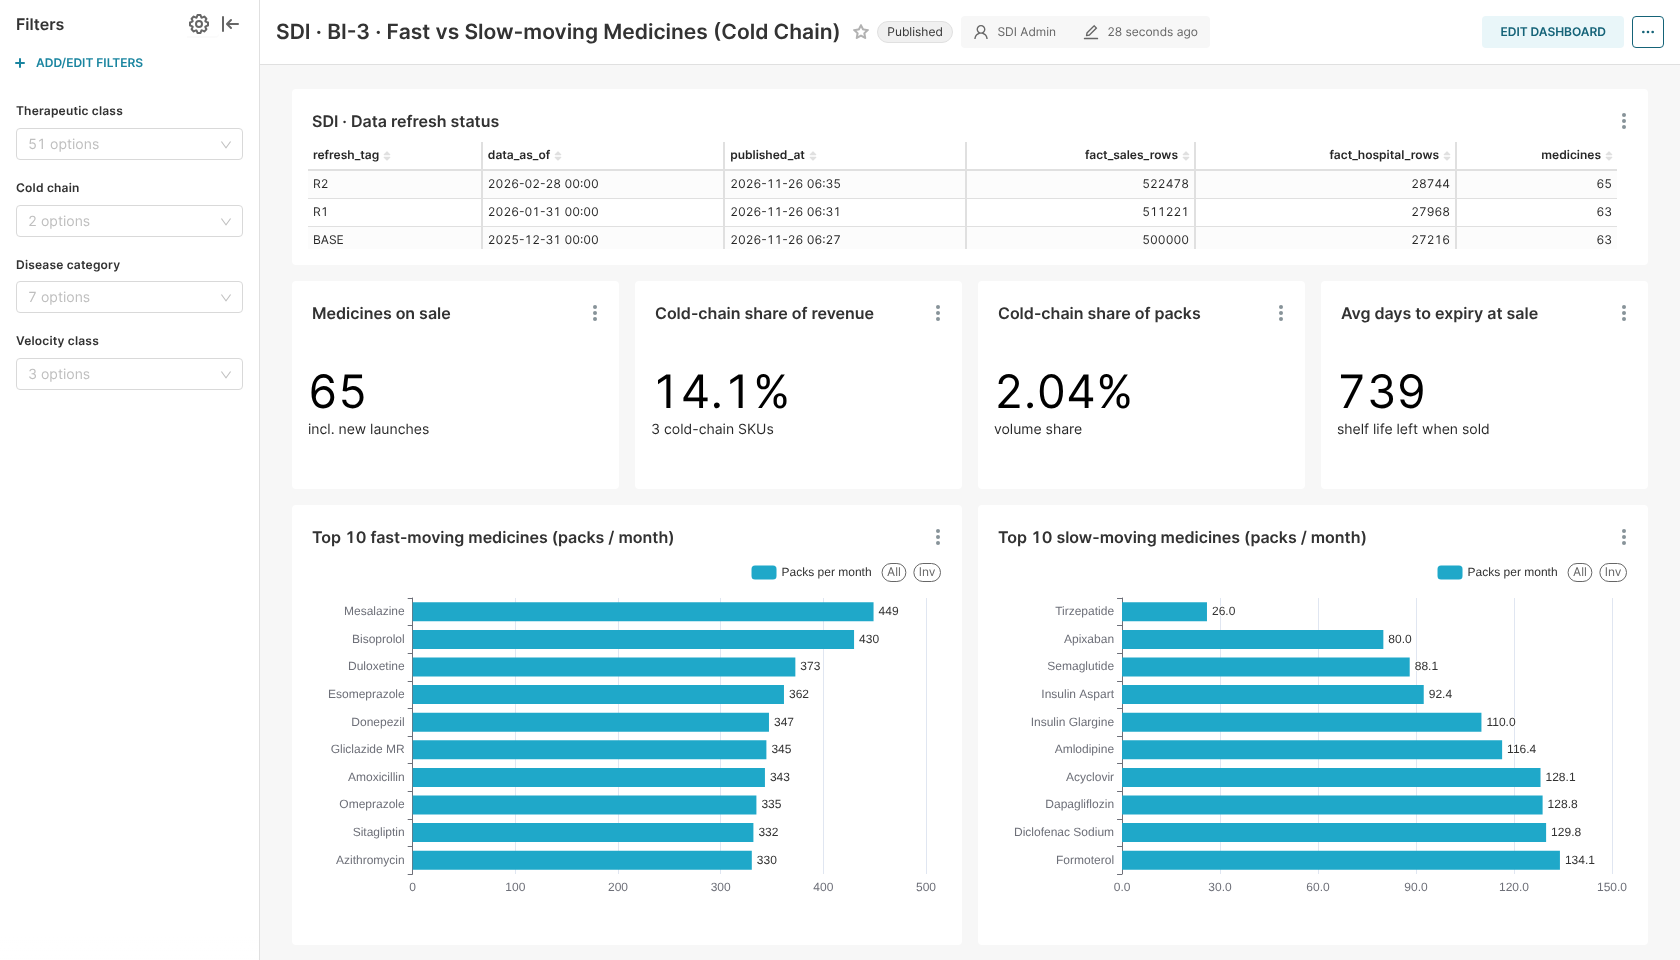 Filters
ADD/EDIT FILTERS
Therapeutic class
51 options
Cold chain
2 options
Disease category
7 options
Velocity class
3 options
SDI · BI-3 · Fast vs Slow-moving Medicines (Cold Chain)
Published
SDI Admin
28 seconds ago
EDIT DASHBOARD
SDI · Data refresh status
refresh_tag data_as_of published_at fact_sales_rows fact_hospital_rows medicines
R2 2026-02-28 00:00 2026-11-26 06:35 522478 28744 65
R1 2026-01-31 00:00 2026-11-26 06:31 511221 27968 63
BASE 2025-12-31 00:00 2026-11-26 06:27 500000 27216 63
Medicines on sale
65
incl. new launches
Cold-chain share of revenue
14.1%
3 cold-chain SKUs
Cold-chain share of packs
2.04%
volume share
Avg days to expiry at sale
739
shelf life left when sold
Top 10 fast-moving medicines (packs / month)
Packs per month All Inv
Mesalazine 449
Bisoprolol 430
Duloxetine 373
Esomeprazole 362
Donepezil 347
Gliclazide MR 345
Amoxicillin 343
Omeprazole 335
Sitagliptin 332
Azithromycin 330
0 100 200 300 400 500
Top 10 slow-moving medicines (packs / month)
Packs per month All Inv
Tirzepatide 26.0
Apixaban 80.0
Semaglutide 88.1
Insulin Aspart 92.4
Insulin Glargine 110.0
Amlodipine 116.4
Acyclovir 128.1
Dapagliflozin 128.8
Diclofenac Sodium 129.8
Formoterol 134.1
0.0 30.0 60.0 90.0 120.0 150.0